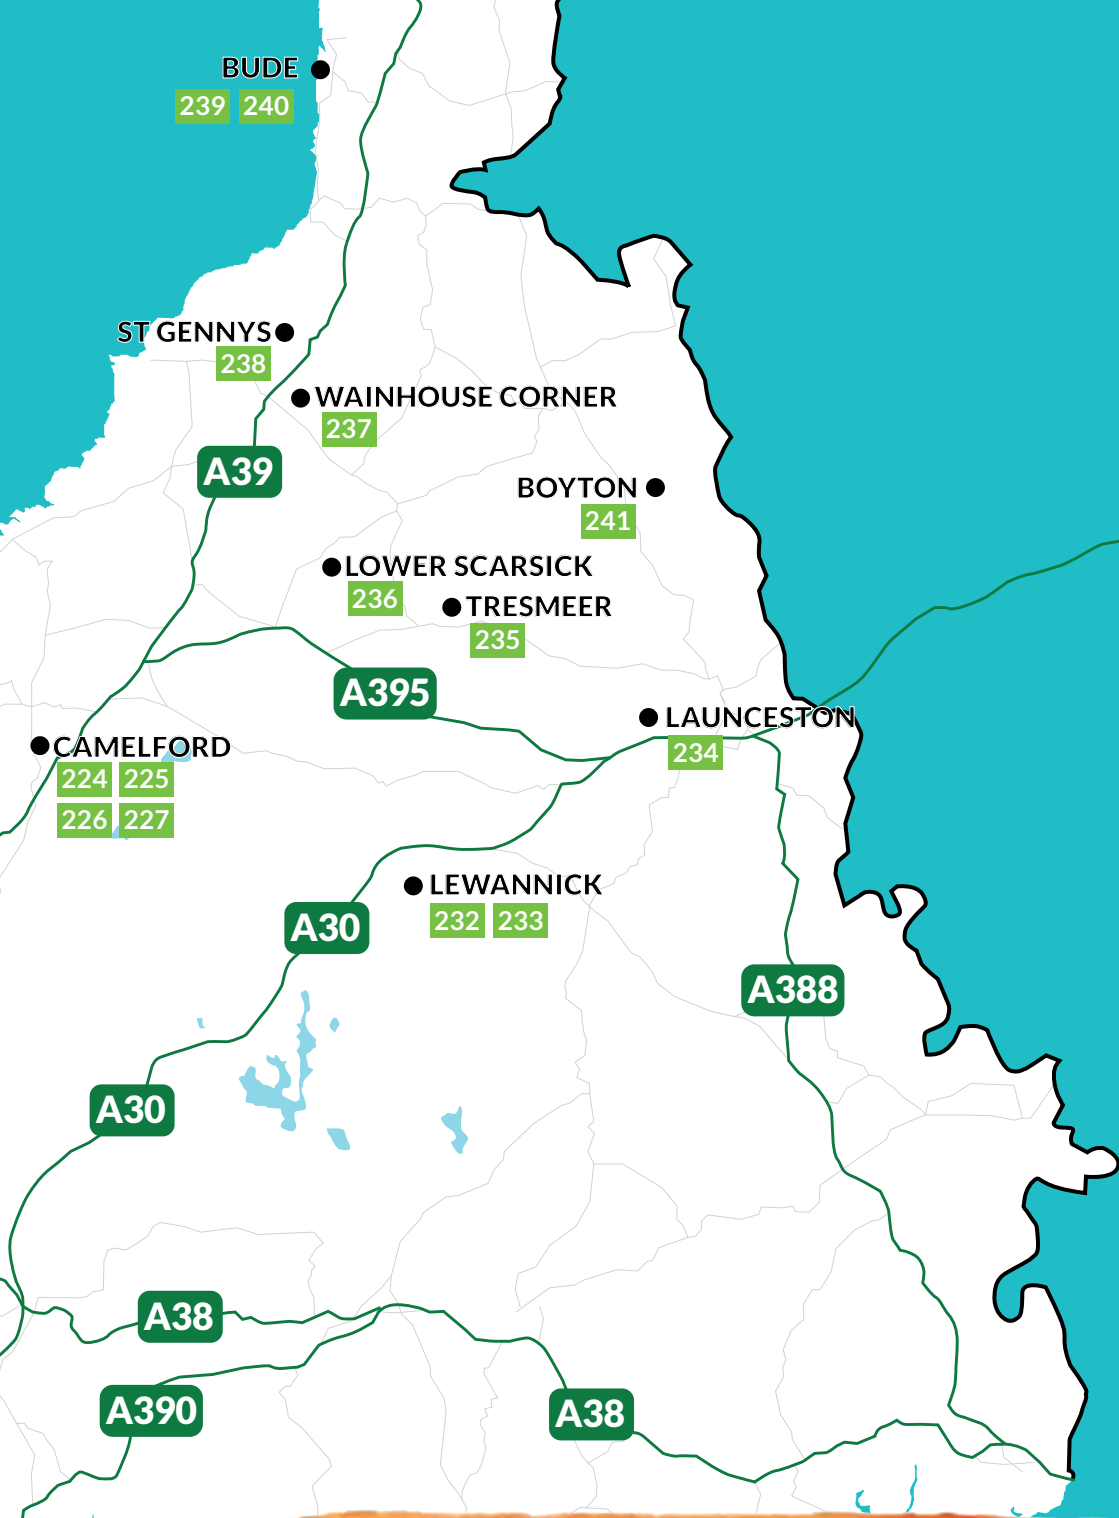 BUDE
239 240
ST GENNYS
238
WAINHOUSE CORNER
237
A39
BOYTON
241
LOWER SCARSICK
236
TRESMEER
235
A395
LAUNCESTON
234
CAMELFORD
224 225
226 227
LEWANNICK
232 233
A30
A388
A30
A38
A390
A38